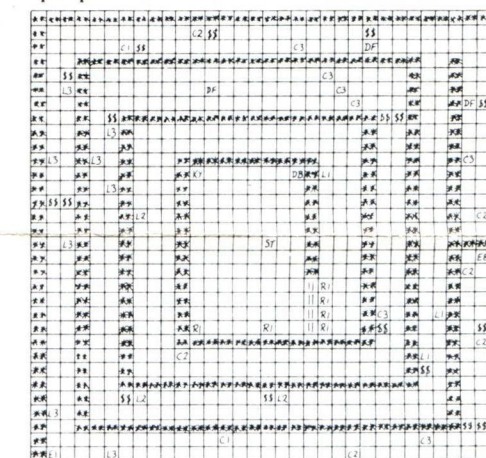 C2 $$ $$
C1 $$ C3 DF
$$ C3
L3 DF C3
C3 DF $$
$$ $$ $$
L3
L3 L3 C3
K1 DB L1
L3
$$ $$
L2 C2
L3 ST
C2
R1
R1 L1
R1 C3
R1 R1 R1 $$ $$
C2
C2 L1
$$
$$ L2 $$ L2
L3
$$ $$
C1 C3
E1 L3 C2